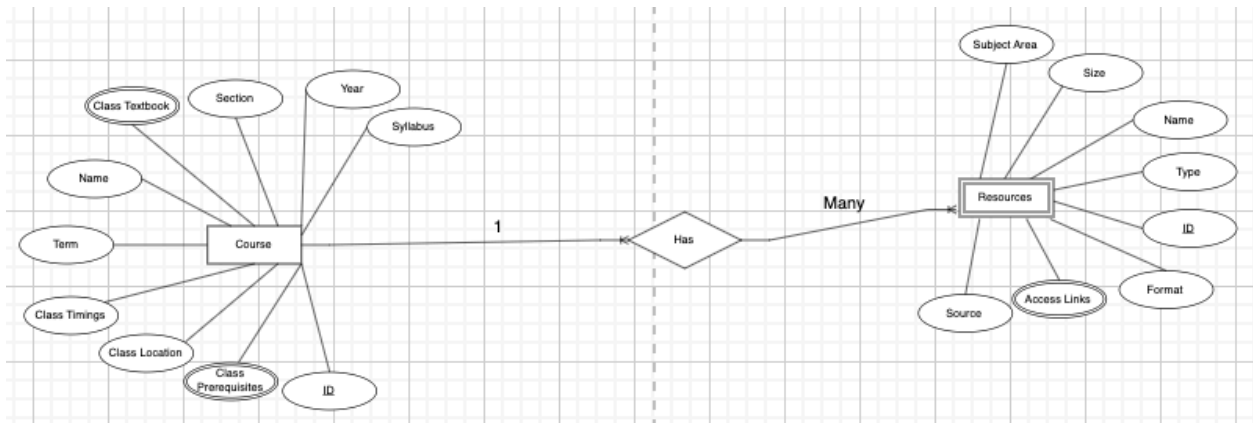 Subject Area
Size
Year
Section
Class Textbook
Syllabus
Name
Name
Type
Resources
Many
1
Term
Course
Has
ID
Format
Access Links
Source
Class Timings
Class Location
Class
Prerequisites
ID